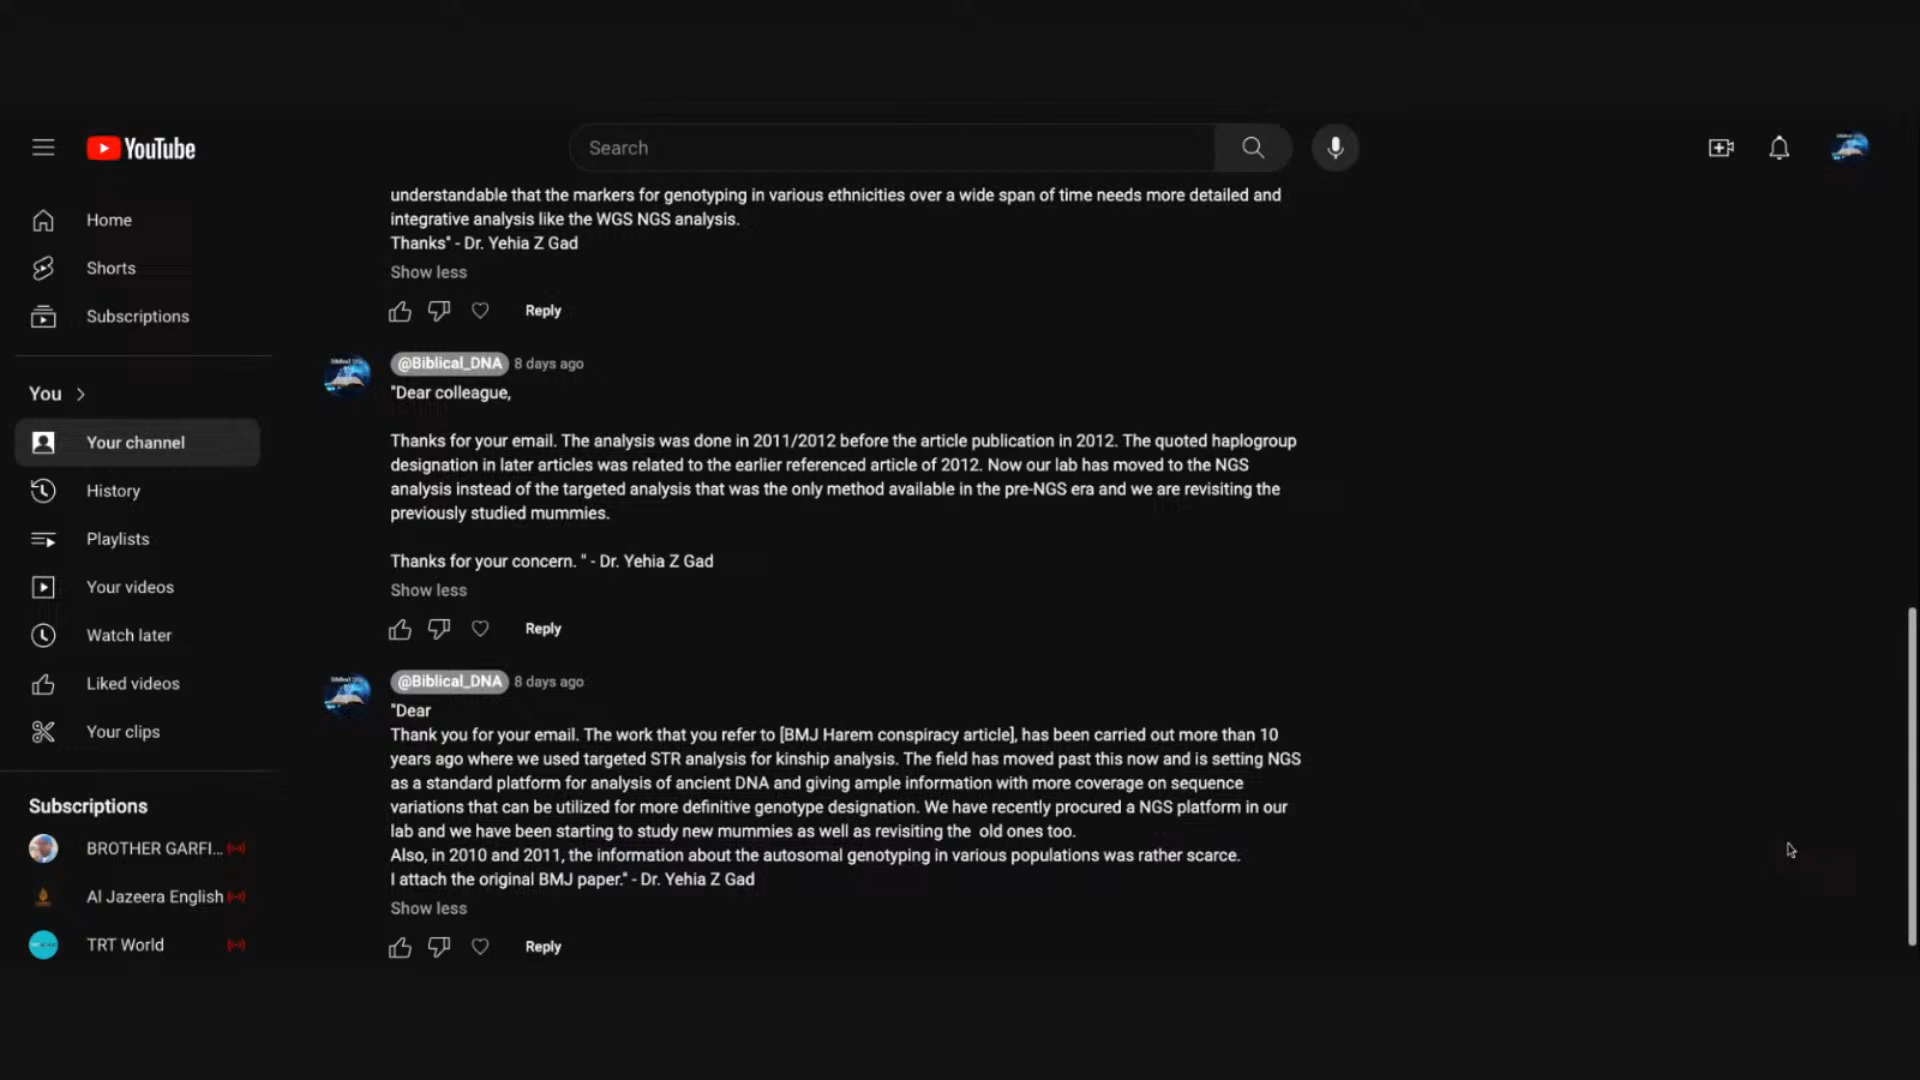 YouTube
Search
Home
Shorts
Subscriptions
You
Your channel
History
Playlists
Your videos
Watch later
Liked videos
Your clips
Subscriptions
BROTHER GARFI...
Al Jazeera English
TRT World
understandable that the markers for genotyping in various ethnicities over a wide span of time needs more detailed and
integrative analysis like the WGS NGS analysis.
Thanks" - Dr. Yehia Z Gad
Show less
Reply
@Biblical_DNA 8 days ago
"Dear colleague,
Thanks for your email. The analysis was done in 2011/2012 before the article publication in 2012. The quoted haplogroup
designation in later articles was related to the earlier referenced article of 2012. Now our lab has moved to the NGS
analysis instead of the targeted analysis that was the only method available in the pre-NGS era and we are revisiting the
previously studied mummies.
Thanks for your concern. " - Dr. Yehia Z Gad
Show less
Reply
@Biblical_DNA 8 days ago
"Dear
Thank you for your email. The work that you refer to [BMJ Harem conspiracy article], has been carried out more than 10
years ago where we used targeted STR analysis for kinship analysis. The field has moved past this now and is setting NGS
as a standard platform for analysis of ancient DNA and giving ample information with more coverage on sequence
variations that can be utilized for more definitive genotype designation. We have recently procured a NGS platform in our
lab and we have been starting to study new mummies as well as revisiting the  old ones too.
Also, in 2010 and 2011, the information about the autosomal genotyping in various populations was rather scarce.
I attach the original BMJ paper." - Dr. Yehia Z Gad
Show less
Reply